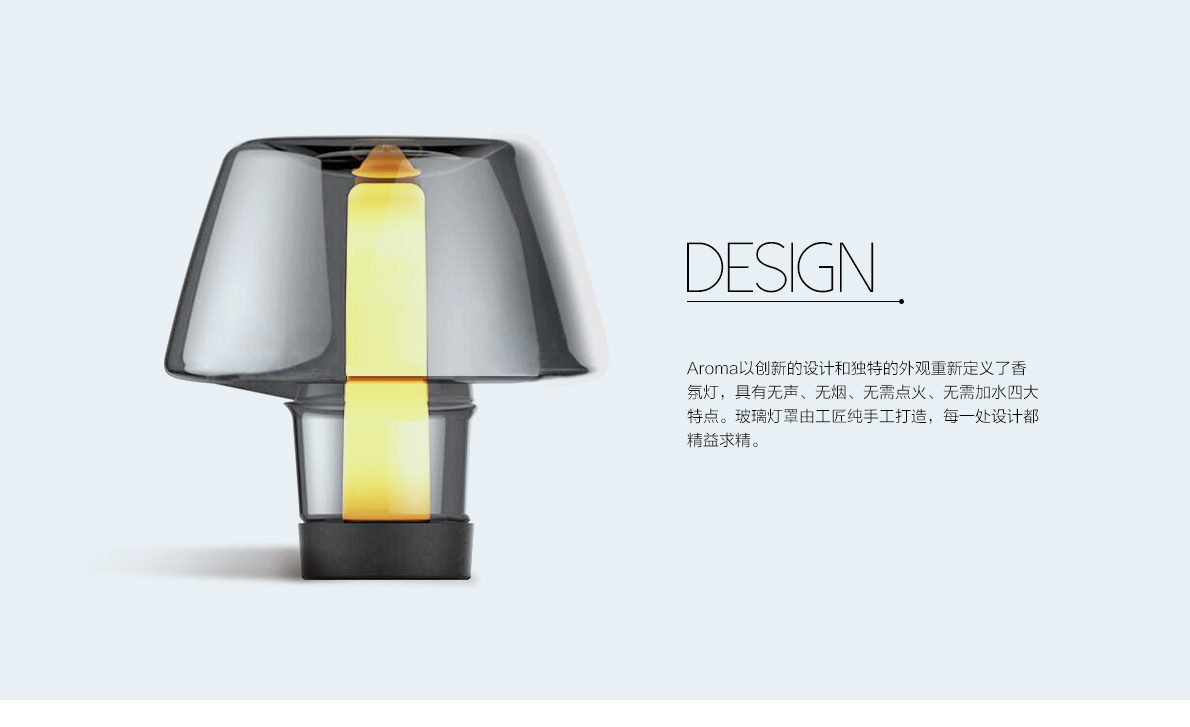 DESIGN
Aroma以创新的设计和独特的外观重新定义了香
氛灯，具有无声、无烟、无需点火、无需加水四大
特点。玻璃灯罩由工匠纯手工打造，每一处设计都
精益求精。